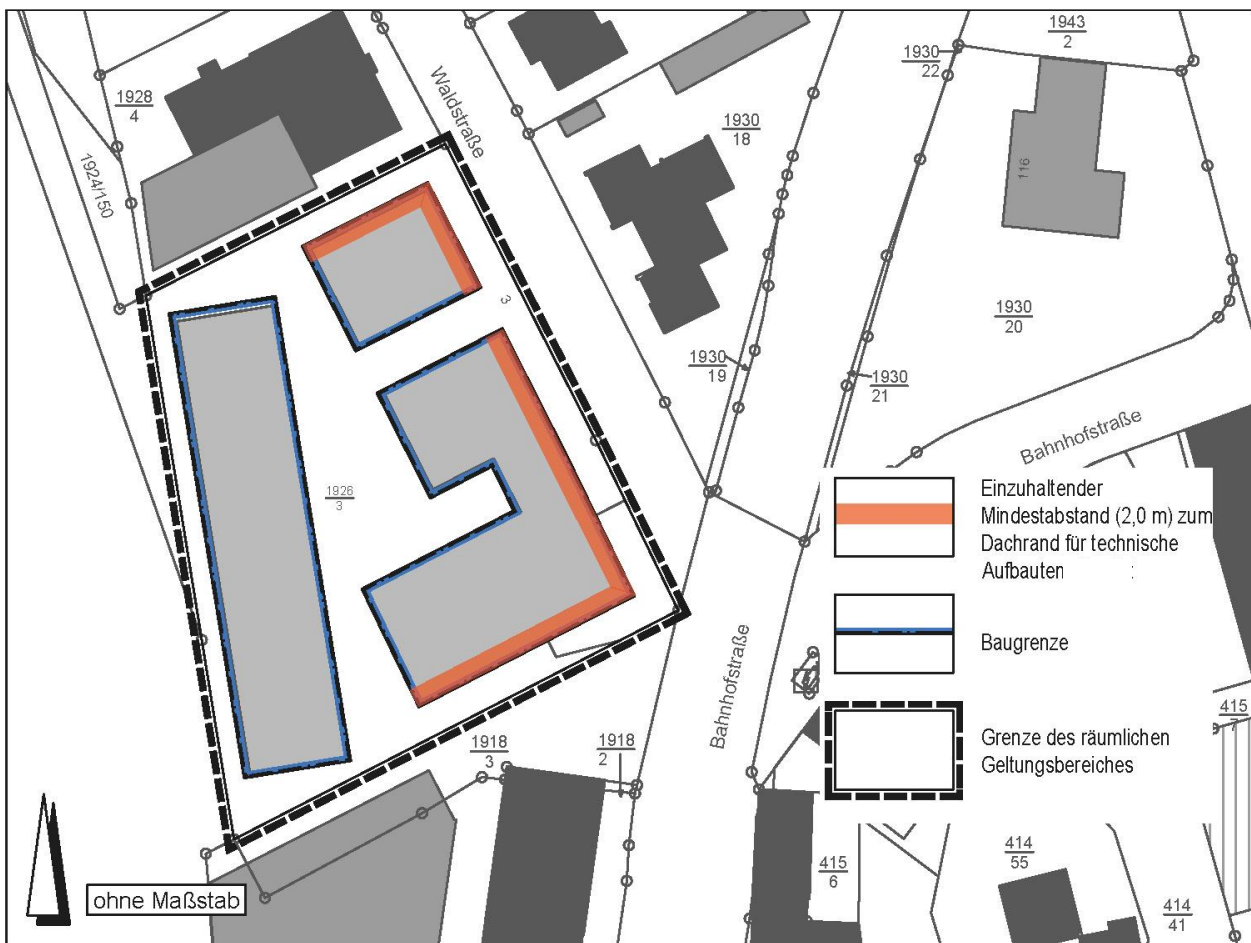 1943
2
1930
22
1928
4
Waldstraße
1930
18
1924/150
116
3
1930
20
1930
19
1930
21
Bahnhofstraße
1926
3
Einzuhaltender
Mindestabstand (2,0 m) zum
Dachrand für technische
Aufbauten :
Baugrenze
Bahnhofstraße
Grenze des räumlichen
Geltungsbereiches
415
7
1918
3
1918
2
414
55
415
6
414
41
ohne Maßstab